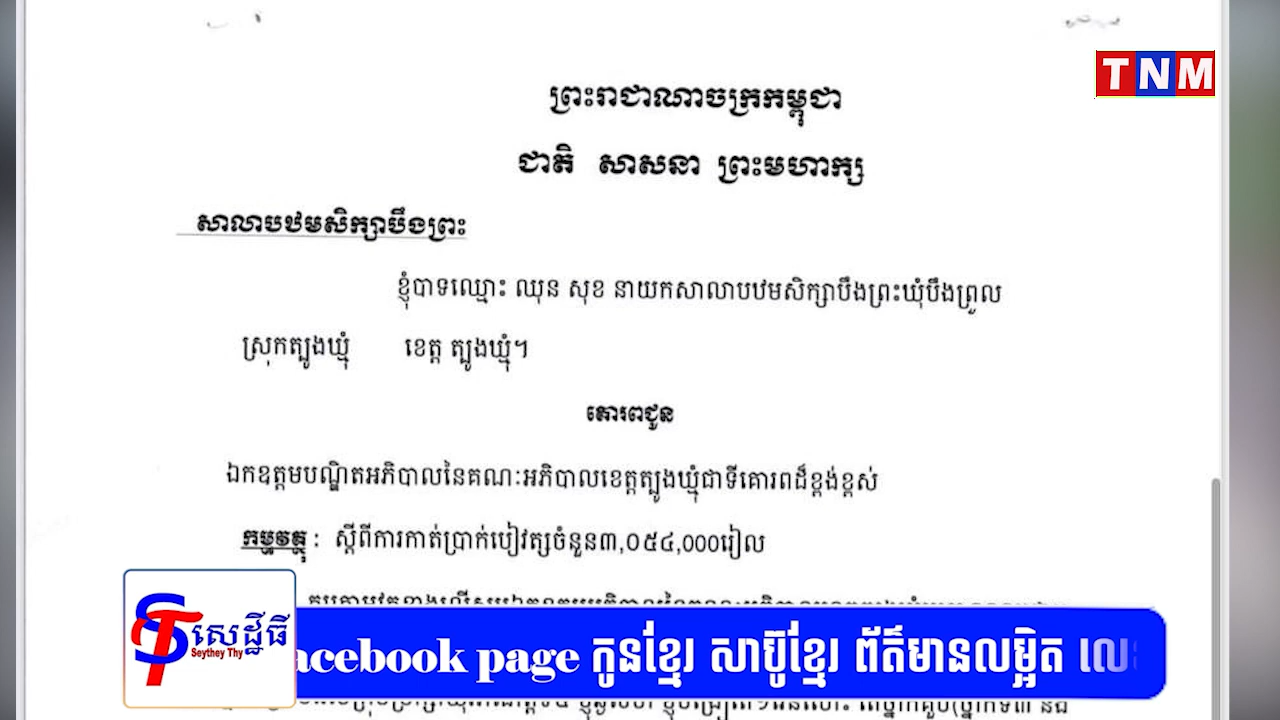 TNM
ព្រះរាជាណាចក្រកម្ពុជា
ជាតិ សាសនា ព្រះមហាក្ស
សាលាបឋមសិក្សាបឹងព្រះ
ខ្ញុំបាទឈ្មោះ ឈុន សុខ នាយកសាលាបឋមសិក្សាបឹងព្រះឃុំបឹងព្រួល
ស្រុកត្បូងឃ្មុំ ខេត្ត ត្បូងឃ្មុំ។
គោរពជូន
ឯកឧត្តមបណ្ឌិតអភិបាលនៃគណៈអភិបាលខេត្តត្បូងឃ្មុំជាទីគោរពដ៏ខ្ពង់ខ្ពស់
កម្មវត្ថុ : ស្ដីពីការកាត់ប្រាក់បៀវត្សចំនួន៣,០៥៤,០០០រៀល
ST សេដ្ឋីធី
Seythey Thy
acebook page កូនខ្មែរ សាប៊ូខ្មែរ ព័ត៌មានលម្អិត